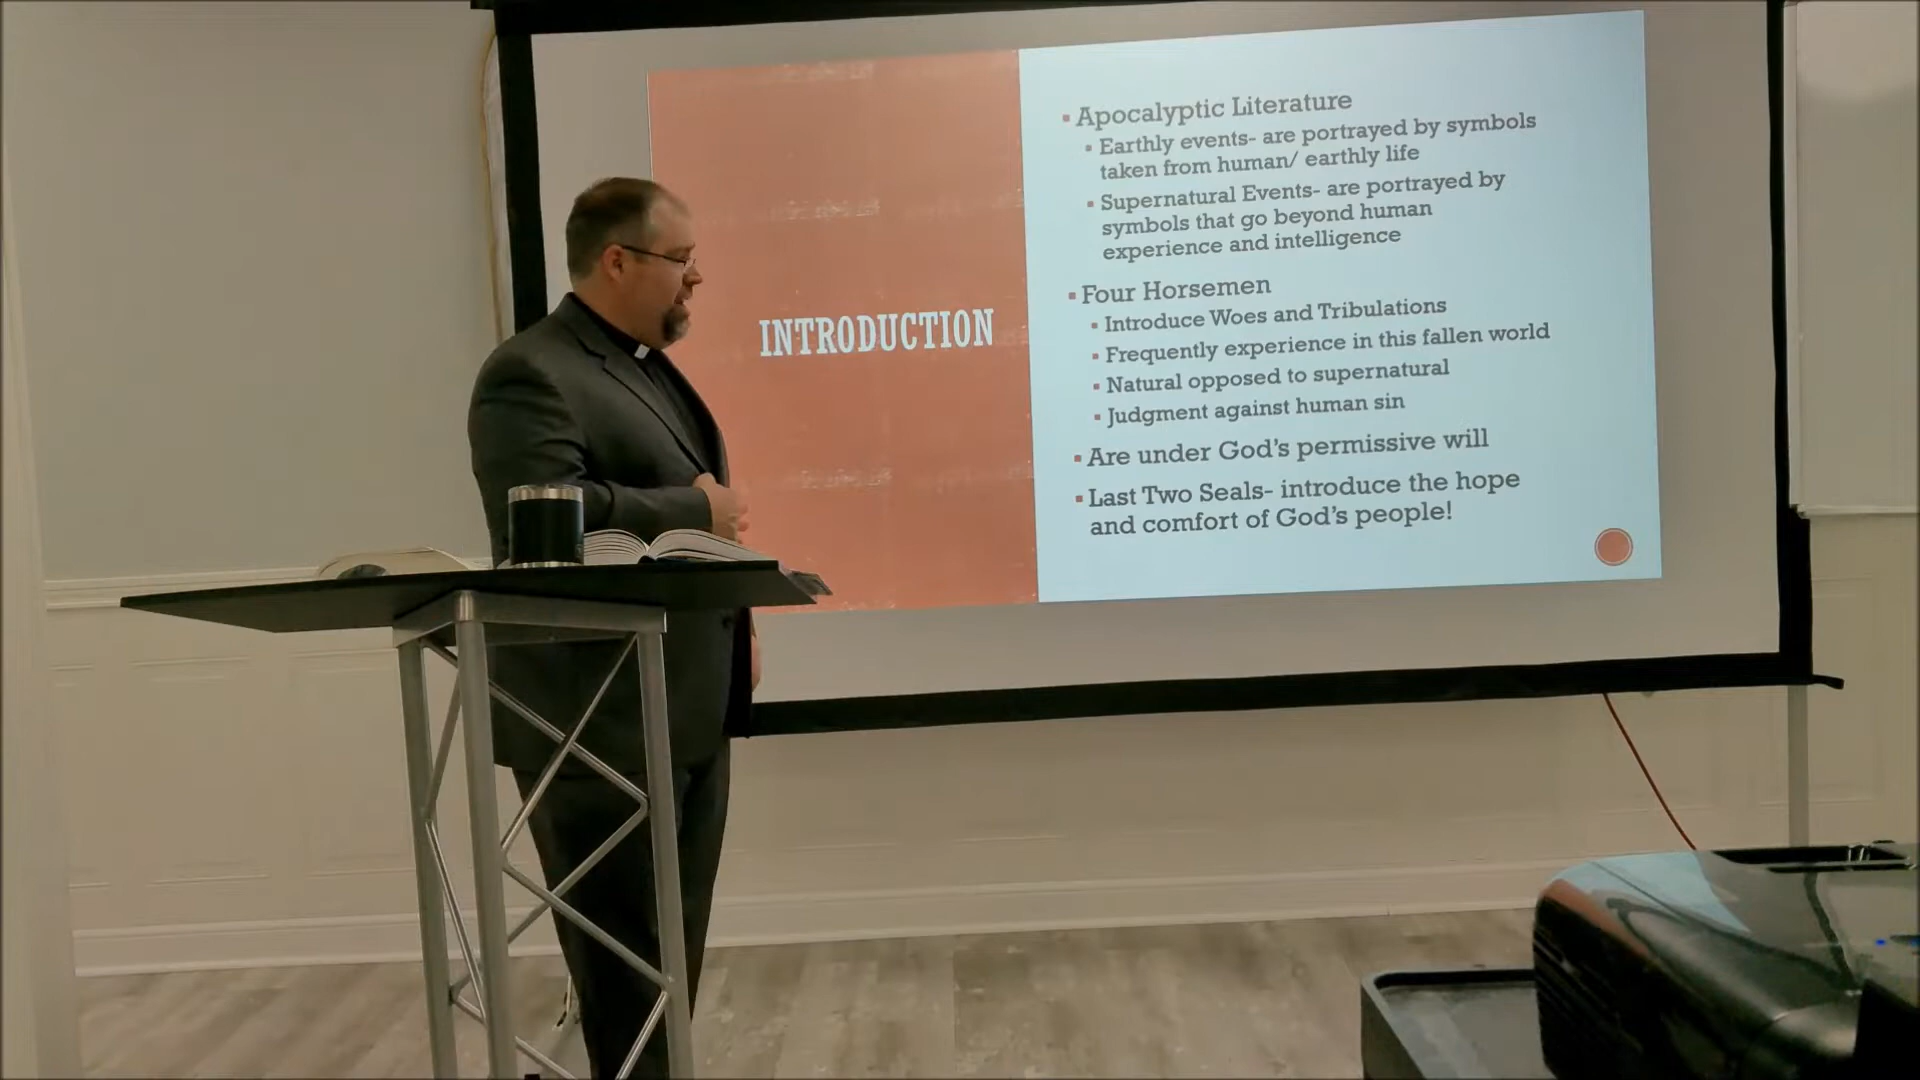 INTRODUCTION
Apocalyptic Literature
Earthly events- are portrayed by symbols
taken from human/ earthly life
Supernatural Events- are portrayed by
symbols that go beyond human
experience and intelligence
Four Horsemen
Introduce Woes and Tribulations
Frequently experience in this fallen world
Natural opposed to supernatural
Judgment against human sin
Are under God's permissive will
Last Two Seals- introduce the hope
and comfort of God's people!